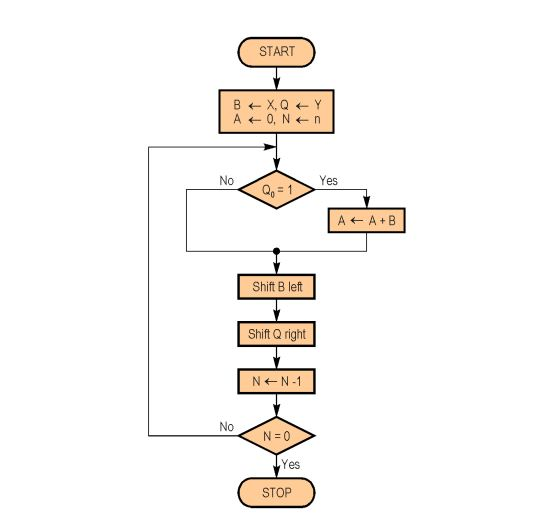 START
B ← X, Q ← Y
A ← 0, N ← n
No
Yes
Q₀ = 1
A ← A + B
Shift B left
Shift Q right
N ← N -1
No
N = 0
Yes
STOP